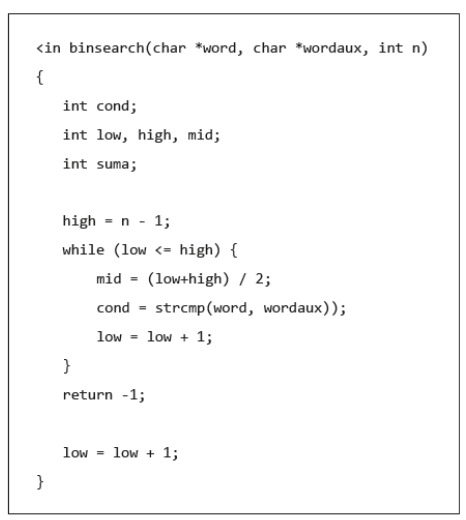 <in binsearch(char *word, char *wordaux, int n)
{
int cond;
int low, high, mid;
int suma;
high = n - 1;
while (low <= high) {
mid = (low+high) / 2;
cond = strcmp(word, wordaux));
low = low + 1;
}
return -1;
low = low + 1;
}